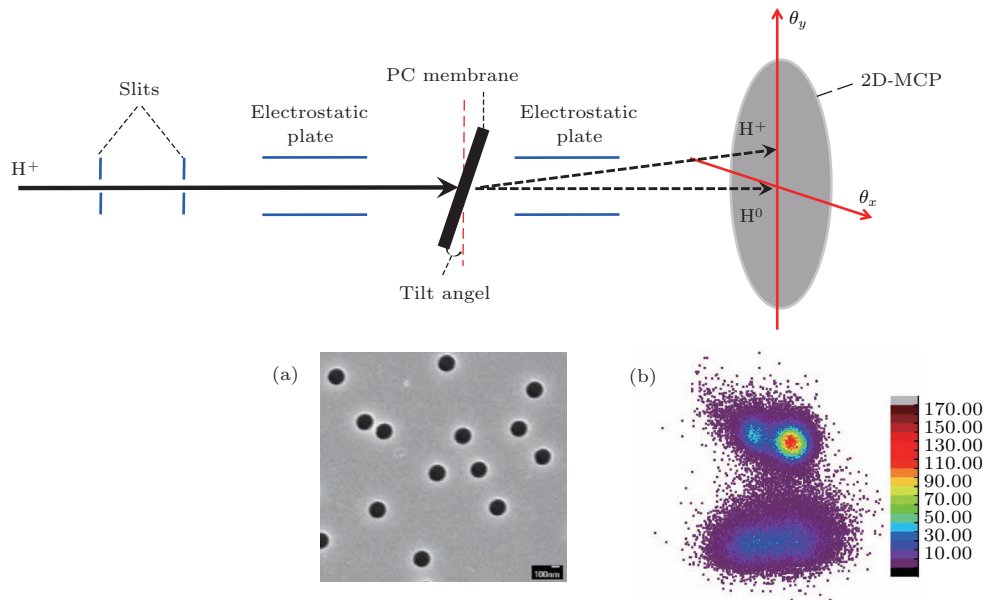 θy
PC membrane
2D-MCP
Slits
Electrostatic
plate
Electrostatic
plate
H+
H+
θx
H0
Tilt angel
(a)
(b)
170.00
150.00
130.00
110.00
90.00
70.00
50.00
30.00
10.00
100nm